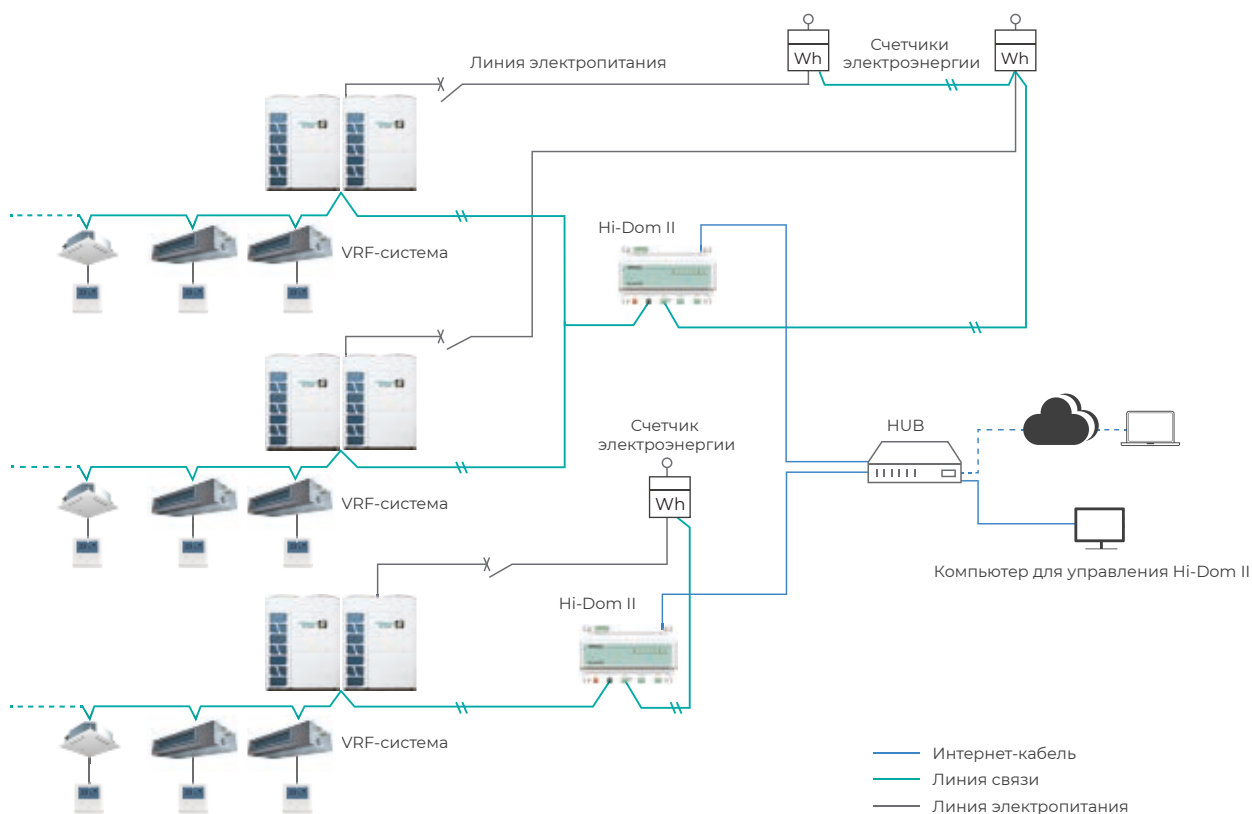 Счетчики
электроэнергии
Wh
Wh
Линия электропитания
Hi-Dom II
VRF-система
HUB
Счетчик
электроэнергии
Wh
VRF-система
Компьютер для управления Hi-Dom II
Hi-Dom II
VRF-система
Интернет-кабель
Линия связи
Линия электропитания